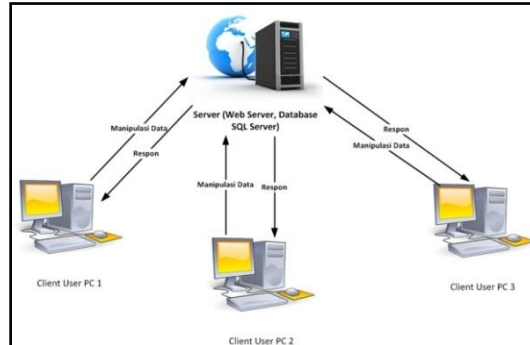 Server (Web Server, Database
SQL Server)
Manipulasi Data
Respon
Manipulasi Data
Respon
Respon
Manipulasi Data
Client User PC 1
Client User PC 2
Client User PC 3